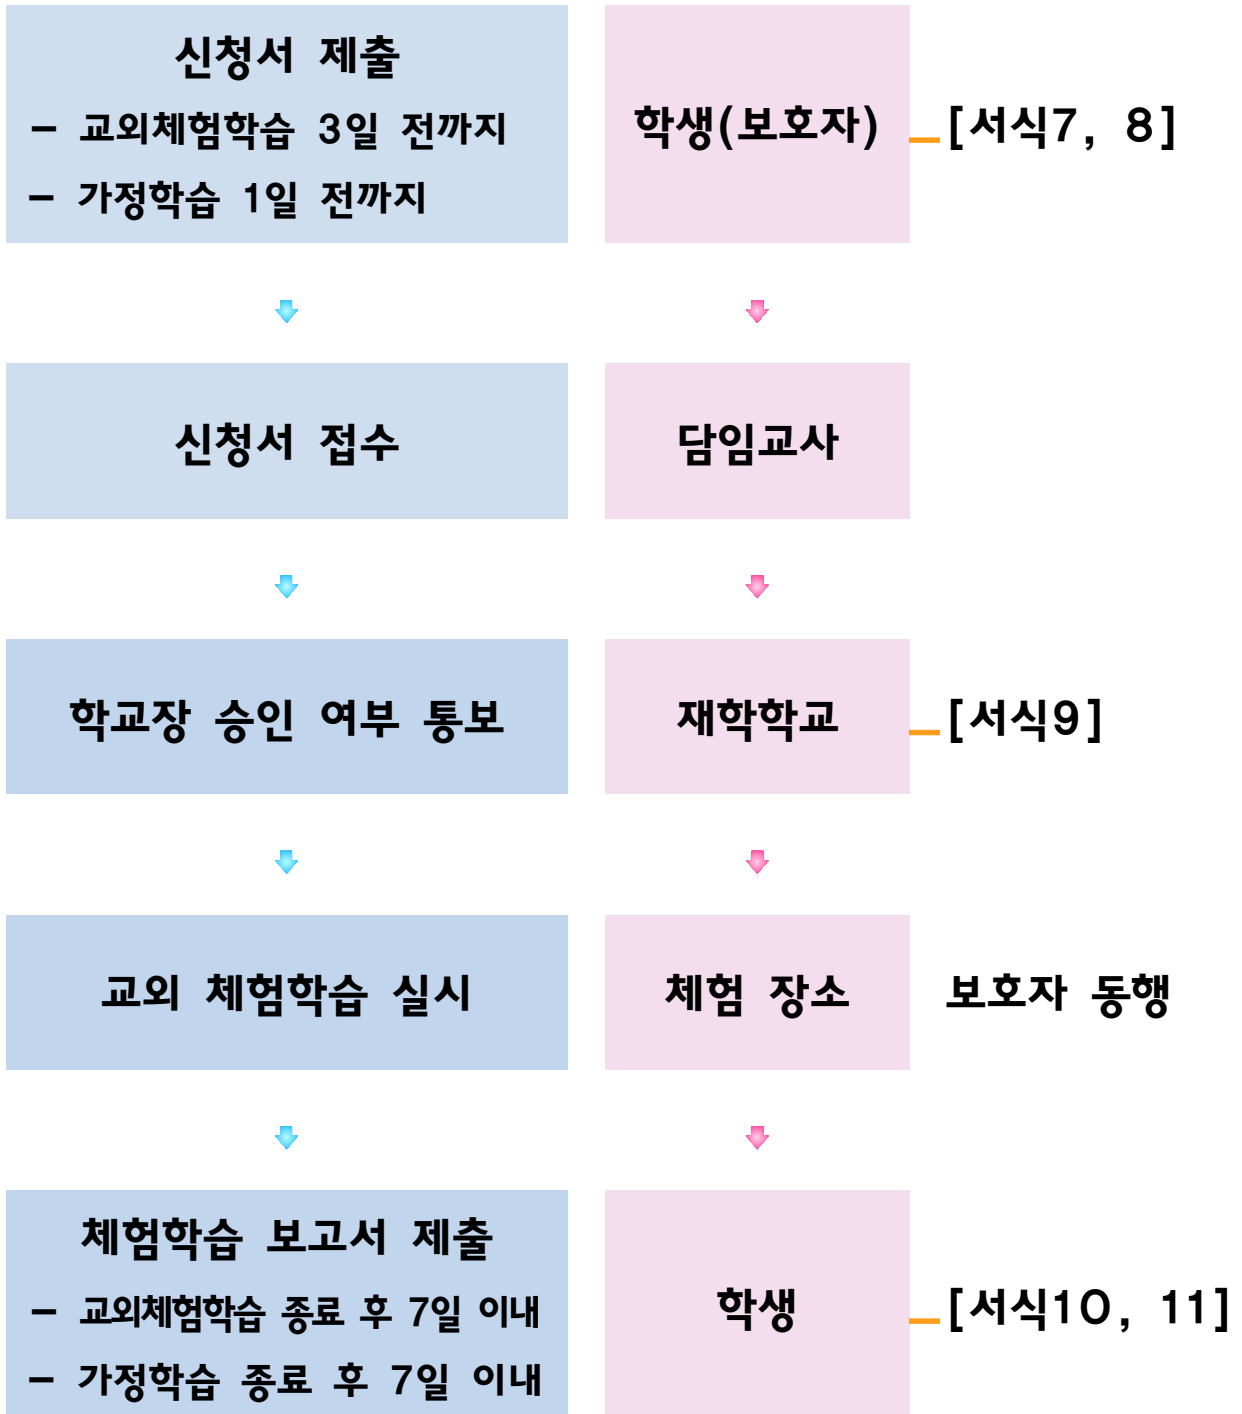 신청서 제출
- 교외체험학습 3일 전까지
- 가정학습 1일 전까지
학생(보호자)
[서식7, 8]
신청서 접수
담임교사
학교장 승인 여부 통보
재학학교
[서식9]
교외 체험학습 실시
체험 장소
보호자 동행
체험학습 보고서 제출
- 교외체험학습 종료 후 7일 이내
- 가정학습 종료 후 7일 이내
학생
[서식10, 11]